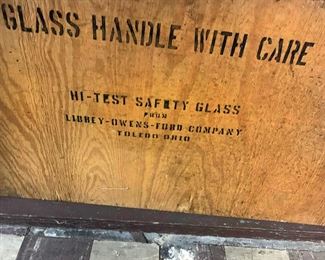 GLASS HANDLE WITH CARE
HI-TEST SAFETY GLASS
FROM
LIBBEY-OWENS-FORD COMPANY
TOLEDO OHIO